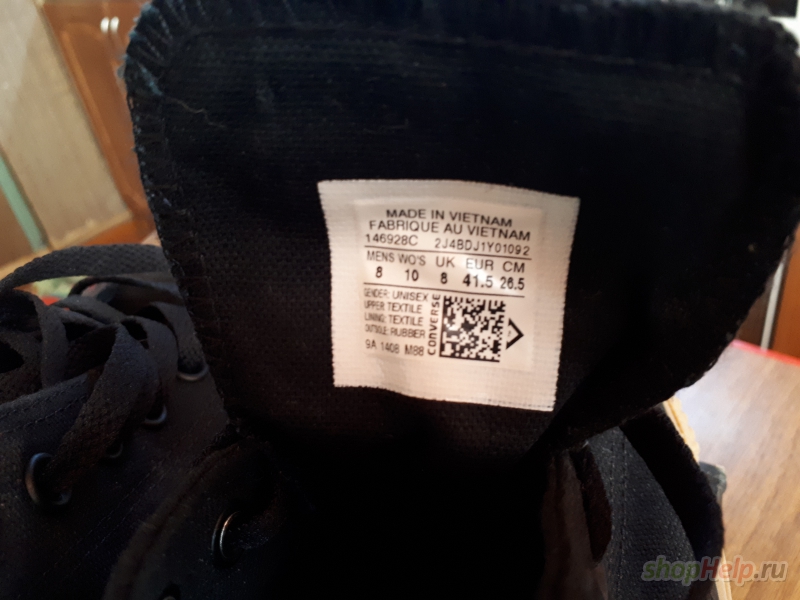 MADE IN VIETNAM
FABRIQUE AU VIETNAM
146928C 2J4BDJ1Y01092
MENS WO'S UK EUR CM
8 10 8 41.5 26.5
GENDER: UNISEX
UPPER: TEXTILE
LINING: TEXTILE
OUTSOLE: RUBBER
9A 1408 M88
CONVERSE
shopHelp.ru